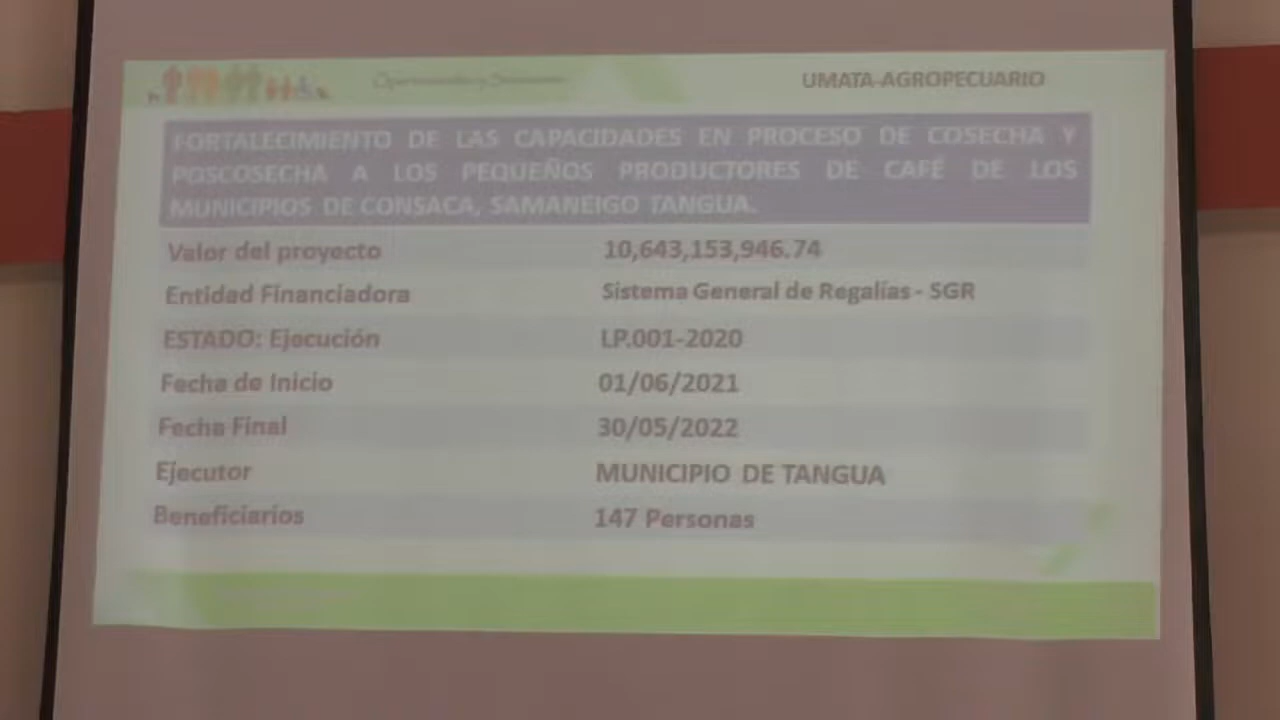 UMATA-AGROPECUARIO
FORTALECIMIENTO DE LAS CAPACIDADES EN PROCESO DE COSECHA Y
POSCOSECHA A LOS PEQUEÑOS PRODUCTORES DE CAFÉ DE LOS
MUNICIPIOS DE CONSACA, SAMANEIGO TANGUA.
Valor del proyecto 10,643,153,946.74
Entidad Financiadora Sistema General de Regalías - SGR
ESTADO: Ejecución LP.001-2020
Fecha de Inicio 01/06/2021
Fecha Final 30/05/2022
Ejecutor MUNICIPIO DE TANGUA
Beneficiarios 147 Personas